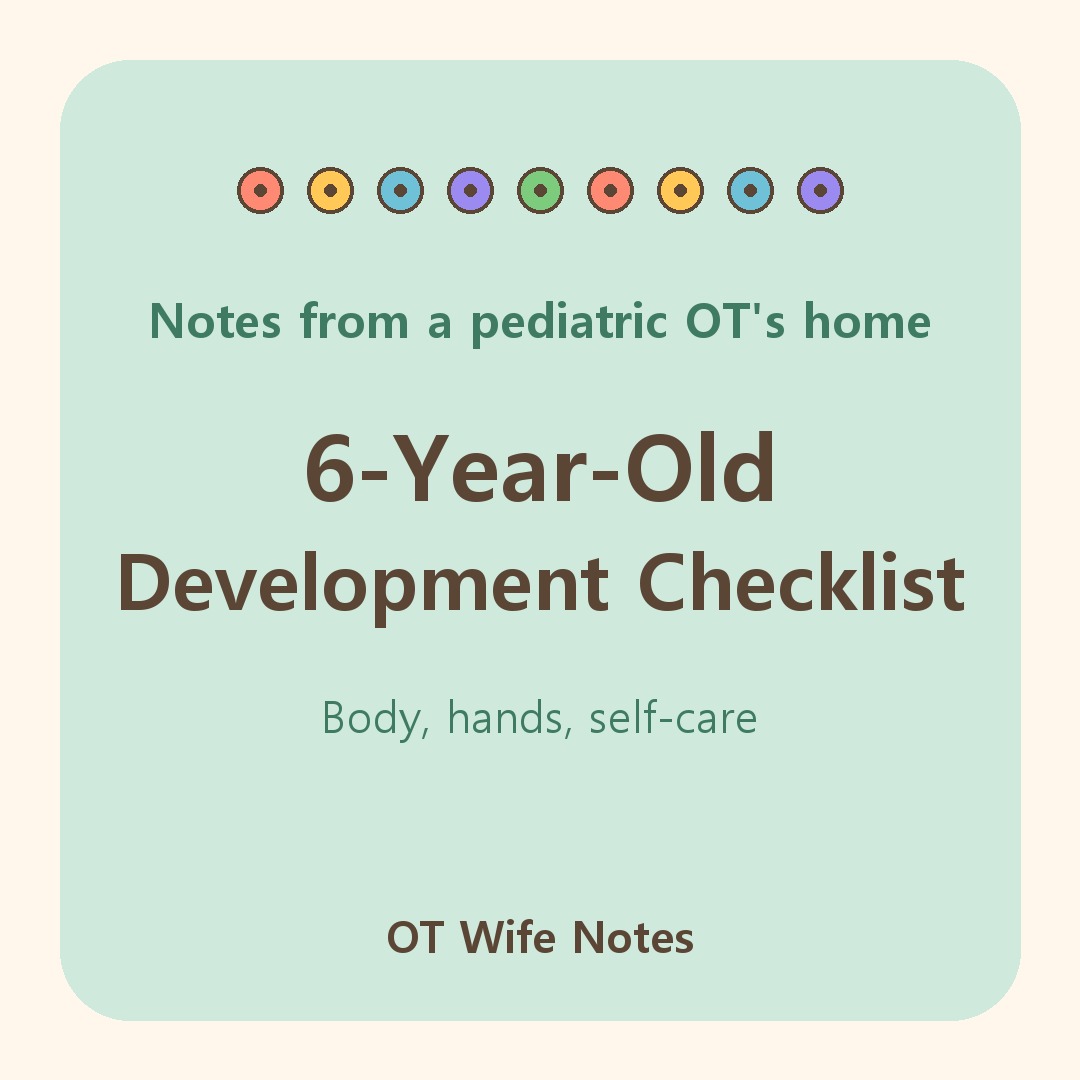 Notes from a pediatric OT's home
6-Year-Old
Development Checklist
Body, hands, self-care
OT Wife Notes